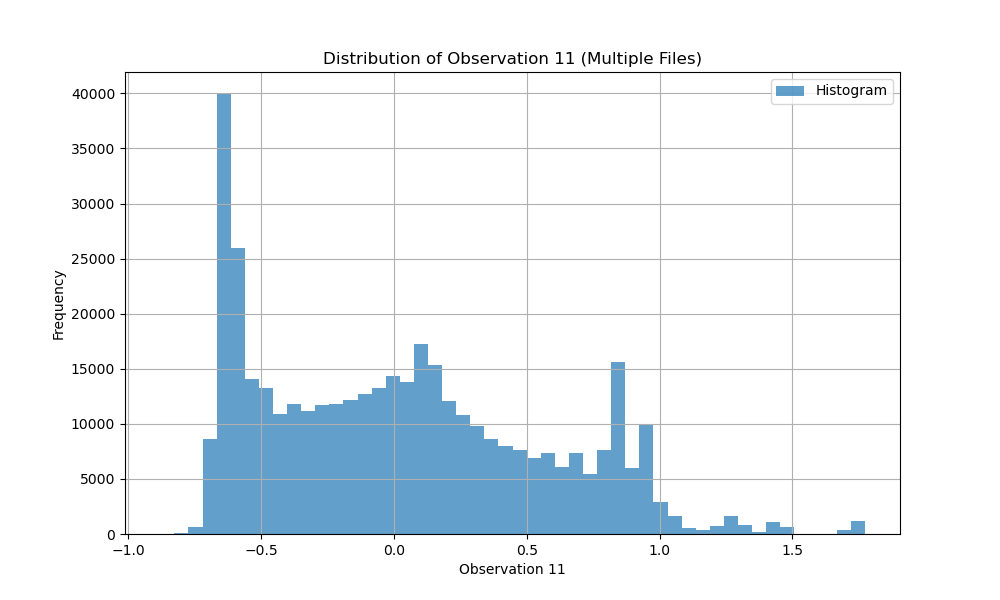 Distribution of Observation 11 (Multiple Files)
Histogram
40000
35000
30000
25000
20000
15000
10000
5000
0
Frequency
−1.0 −0.5 0.0 0.5 1.0 1.5
Observation 11